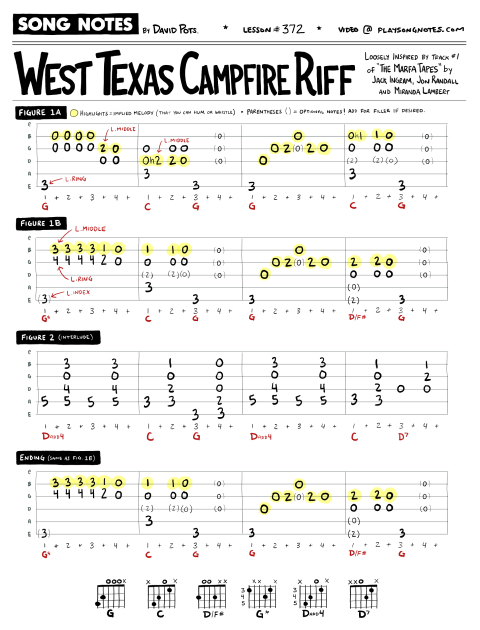 SONG NOTES BY DAVID POTS. * LESSON #372 * VIDEO @ PLAYSONGNOTES.COM
WEST TEXAS CAMPFIRE RIFF
LOOSELY INSPIRED BY TRACK #1
OF "THE MARFA TAPES" BY
JACK INGRAM, JON RANDALL
AND MIRANDA LAMBERT
FIGURE 1A HIGHLIGHTS = IMPLIED MELODY (THAT YOU CAN HUM OR WHISTLE) • PARENTHESES () = OPTIONAL NOTES! ADD FOR FILLER IF DESIRED.
L.MIDDLE
L.MIDDLE
L.RING
1 + 2 + 3 + 4 + 1 + 2 + 3 + 4 + 1 + 2 + 3 + 4 + 1 + 2 + 3 + 4 +
G C G G C G
FIGURE 1B
L.MIDDLE
L.RING
L.INDEX
1 + 2 + 3 + 4 + 1 + 2 + 3 + 4 + 1 + 2 + 3 + 4 + 1 + 2 + 3 + 4 +
G* C G G D/F# G
FIGURE 2 (INTERLUDE)
1 + 2 + 3 + 4 + 1 + 2 + 3 + 4 + 1 + 2 + 3 + 4 + 1 + 2 + 3 + 4 +
DADD4 C G DADD4 C D7
ENDING (SAME AS FIG. 1B)
1 + 2 + 3 + 4 + 1 + 2 + 3 + 4 + 1 + 2 + 3 + 4 + 1 + 2 + 3 + 4 +
G* C G G D/F# G
G C D/F# G* DADD4 D7